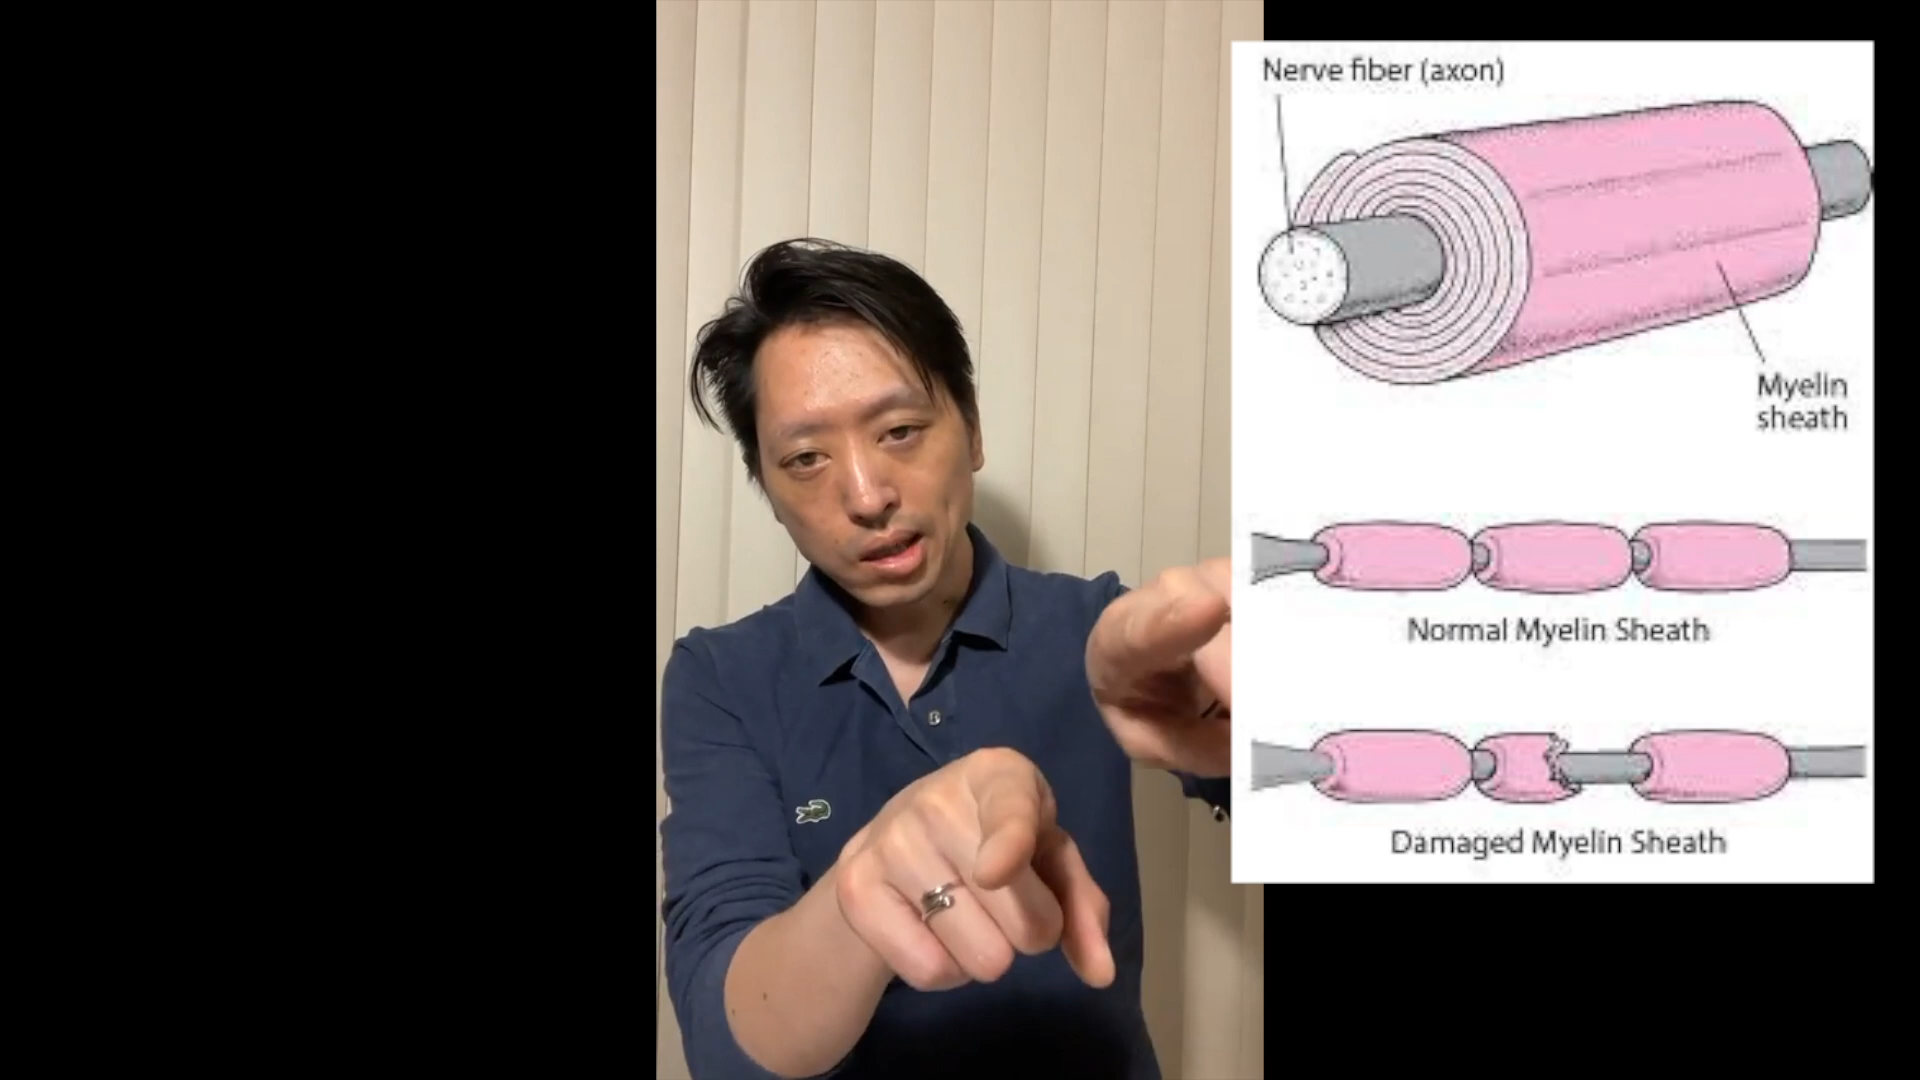 Nerve fiber (axon)
Myelin
sheath
Normal Myelin Sheath
Damaged Myelin Sheath